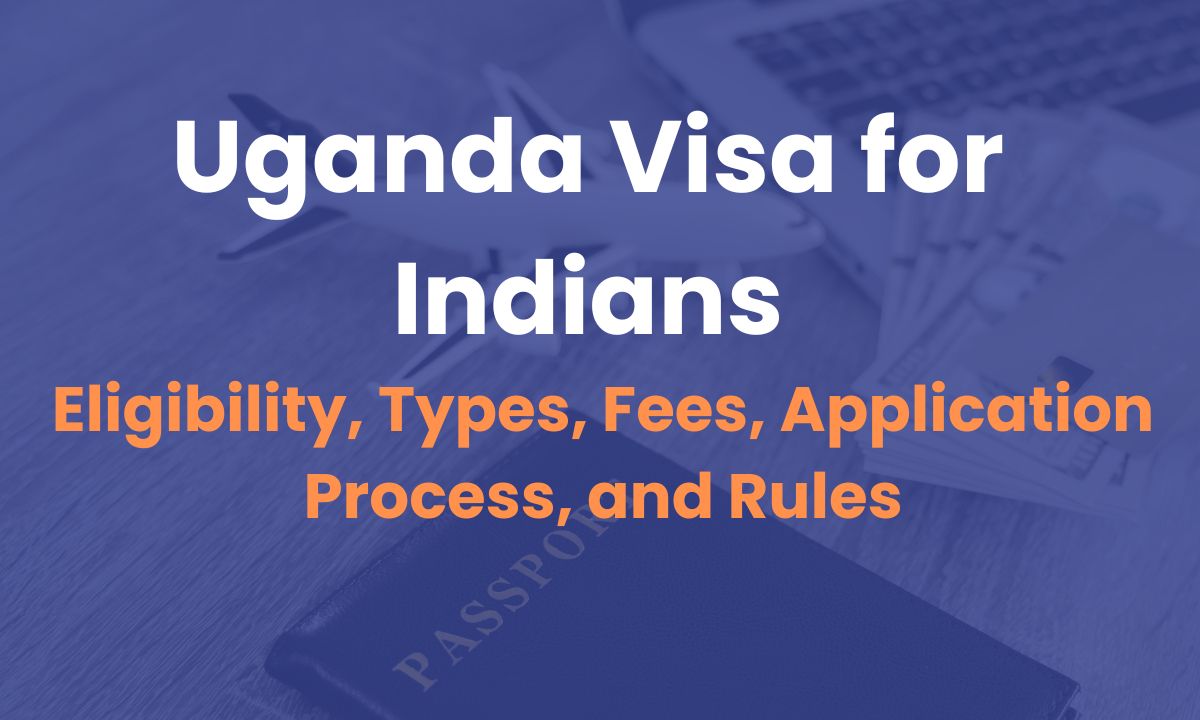 Uganda Visa for
Indians
Eligibility, Types, Fees, Application
Process, and Rules
PASSPORT